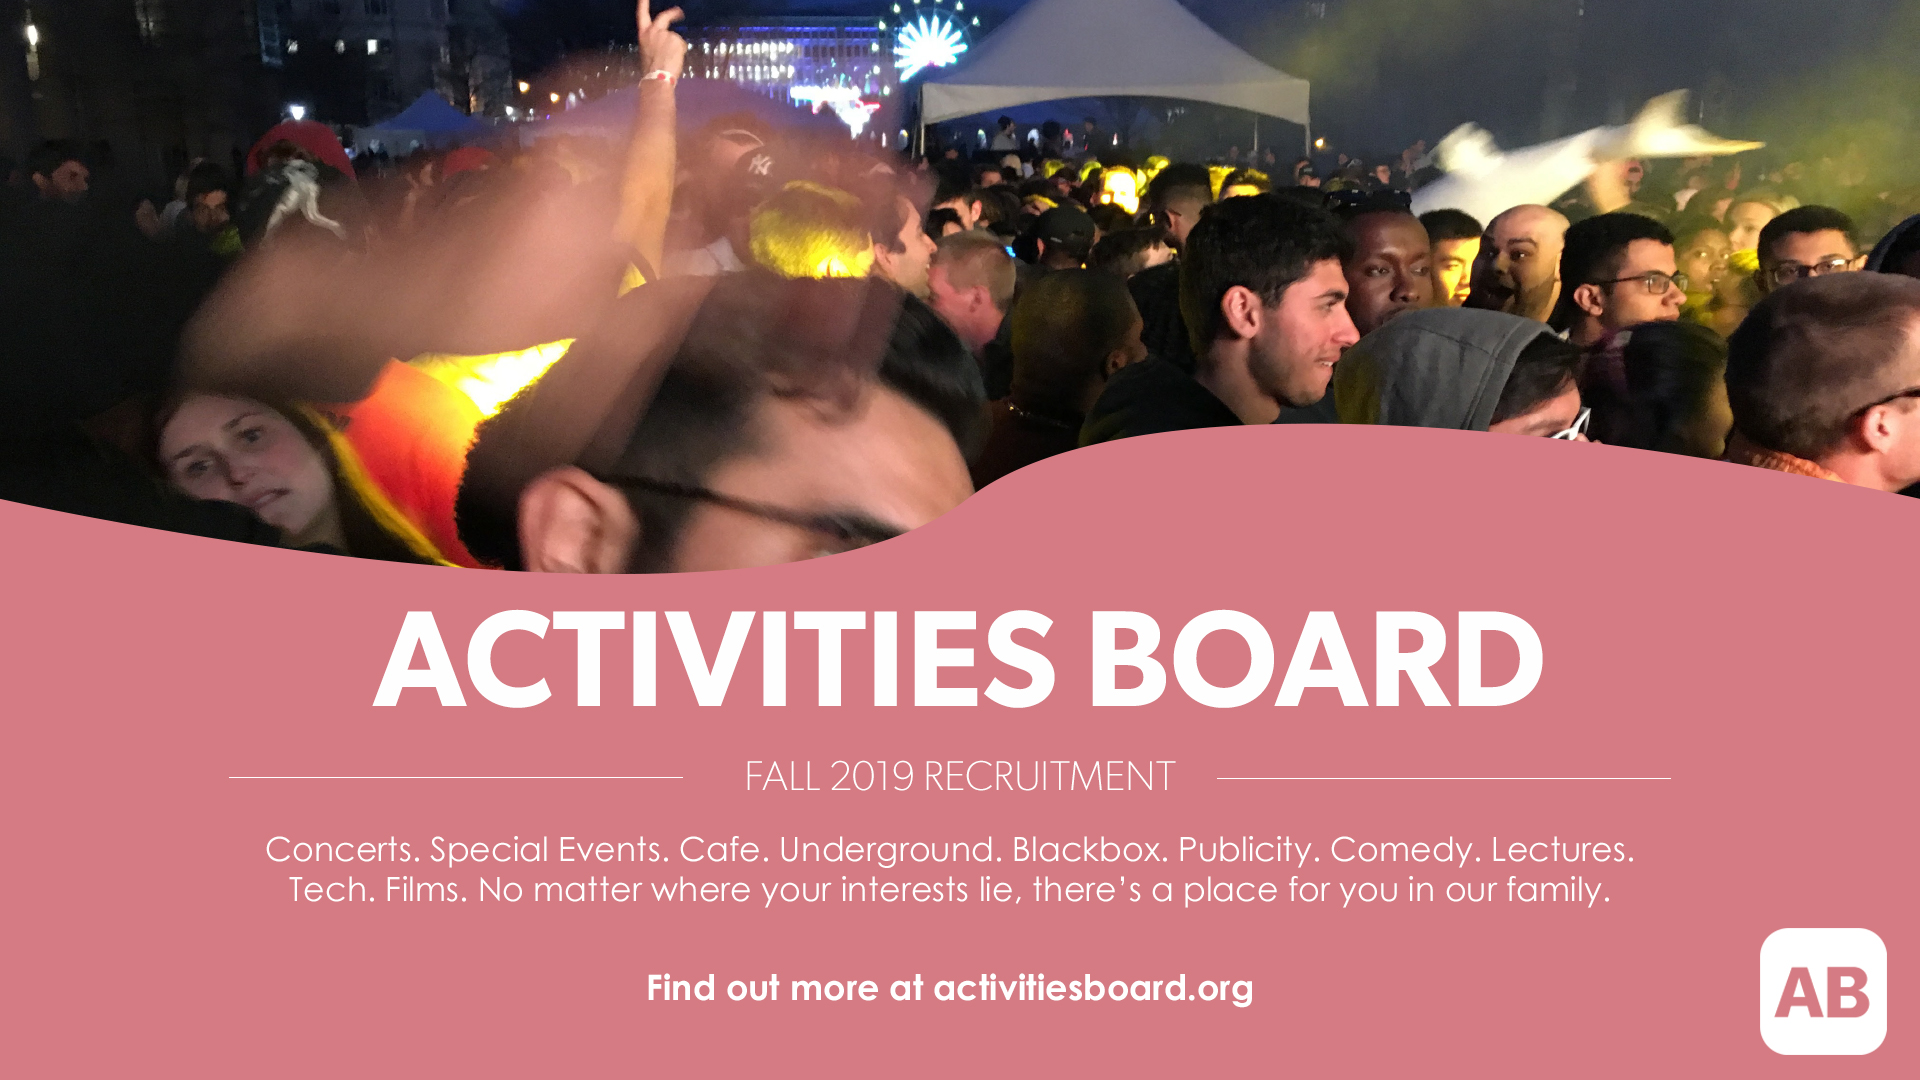 NY
ACTIVITIES BOARD
FALL 2019 RECRUITMENT
Concerts. Special Events. Cafe. Underground. Blackbox. Publicity. Comedy. Lectures.
Tech. Films. No matter where your interests lie, there’s a place for you in our family.
Find out more at activitiesboard.org
AB